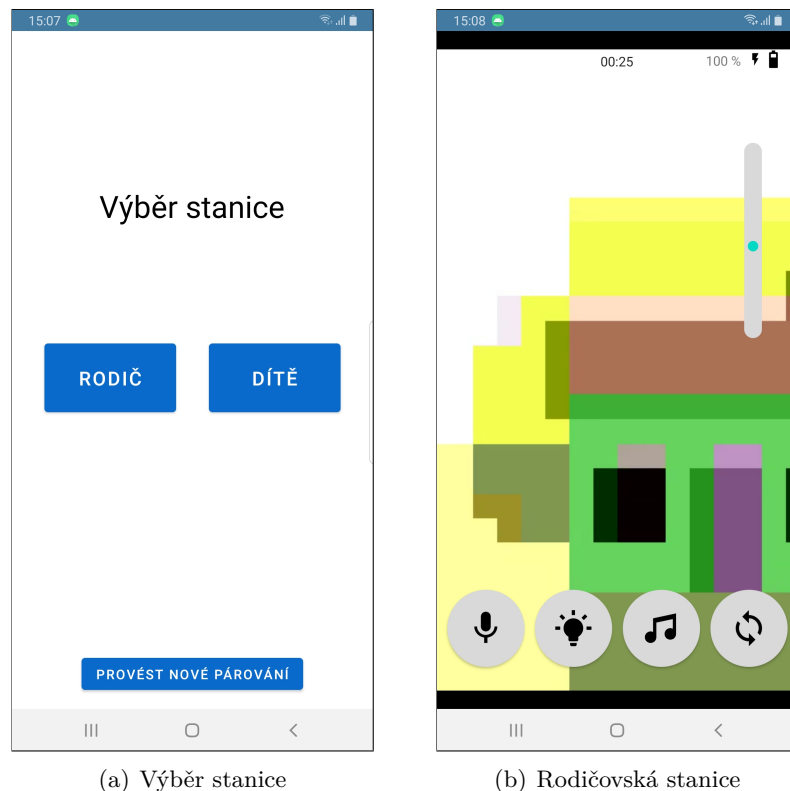 15:07
Výběr stanice
RODIČ
DÍTĚ
PROVÉST NOVÉ PÁROVÁNÍ
(a) Výběr stanice
15:08
00:25
100 %
(b) Rodičovská stanice